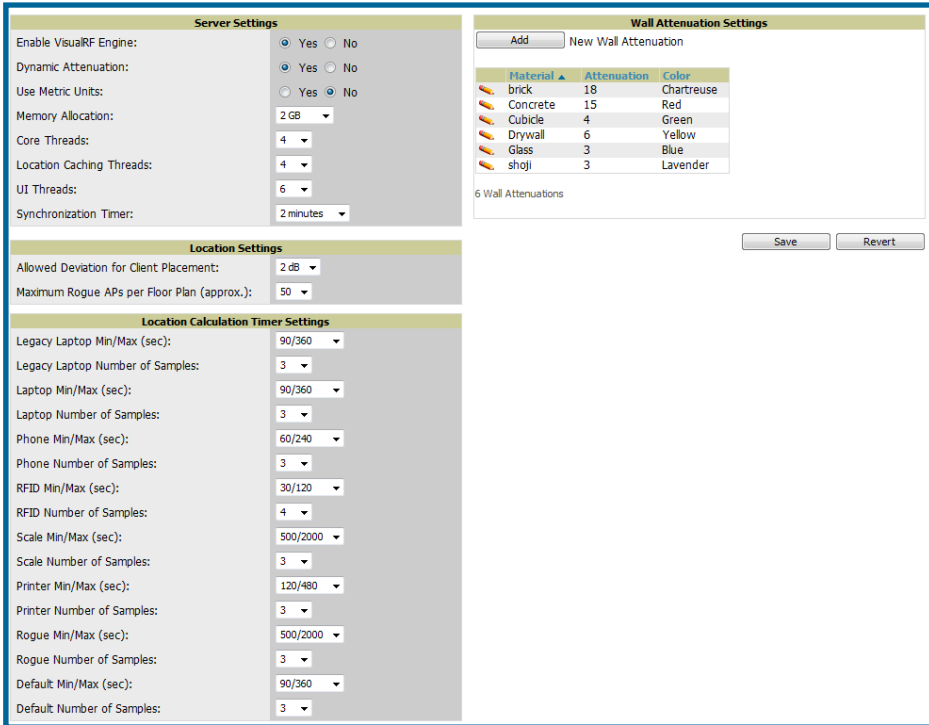 Server Settings
Enable VisualRF Engine: Yes No
Dynamic Attenuation: Yes No
Use Metric Units: Yes No
Memory Allocation: 2 GB
Core Threads: 4
Location Caching Threads: 4
UI Threads: 6
Synchronization Timer: 2 minutes
Location Settings
Allowed Deviation for Client Placement: 2 dB
Maximum Rogue APs per Floor Plan (approx.): 50
Location Calculation Timer Settings
Legacy Laptop Min/Max (sec): 90/360
Legacy Laptop Number of Samples: 3
Laptop Min/Max (sec): 90/360
Laptop Number of Samples: 3
Phone Min/Max (sec): 60/240
Phone Number of Samples: 3
RFID Min/Max (sec): 30/120
RFID Number of Samples: 4
Scale Min/Max (sec): 500/2000
Scale Number of Samples: 3
Printer Min/Max (sec): 120/480
Printer Number of Samples: 3
Rogue Min/Max (sec): 500/2000
Rogue Number of Samples: 3
Default Min/Max (sec): 90/360
Default Number of Samples: 3
Wall Attenuation Settings
Add New Wall Attenuation
Material Attenuation Color
brick 18 Chartreuse
Concrete 15 Red
Cubicle 4 Green
Drywall 6 Yellow
Glass 3 Blue
shoji 3 Lavender
6 Wall Attenuations
Save Revert